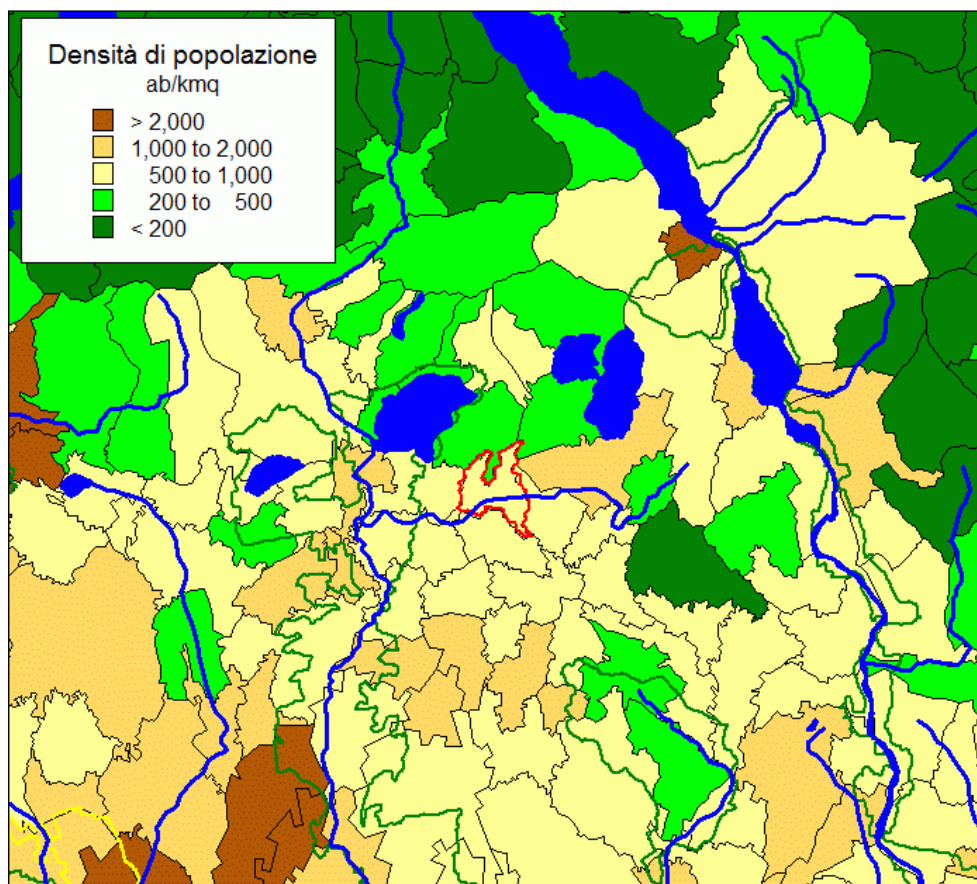 Densità di popolazione
ab/kmq
> 2,000
1,000 to 2,000
500 to 1,000
200 to 500
< 200